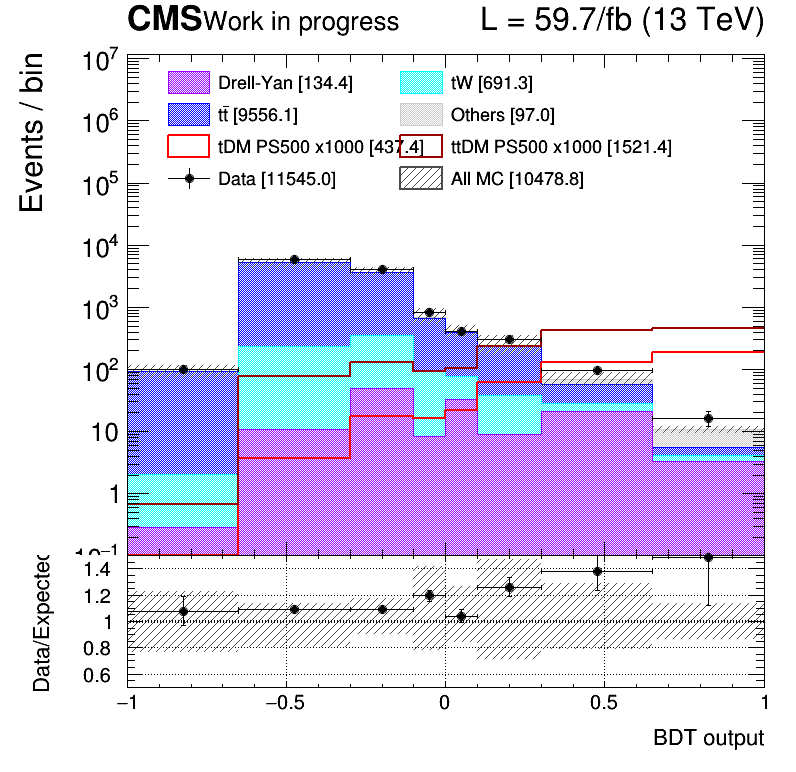 CMS Work in progress L = 59.7/fb (13 TeV)
Events / bin
10⁷
10⁶
10⁵
10⁴
10³
10²
10
1
10⁻¹
Drell-Yan [134.4] tW [691.3]
tt̄ [9556.1] Others [97.0]
tDM PS500 x1000 [437.4] ttDM PS500 x1000 [1521.4]
Data [11545.0] All MC [10478.8]
Data/Expected
1.4
1.2
1
0.8
0.6
−1 −0.5 0 0.5 1
BDT output